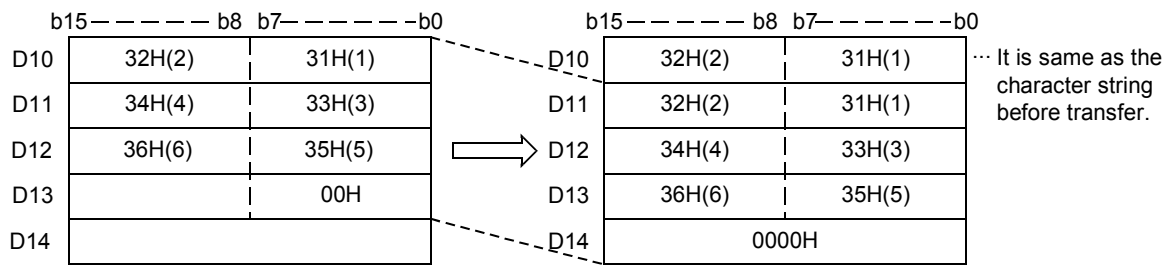 b15 — — — — — b8 b7 — — — — — b0 b15 — — — — — b8 b7 — — — — — b0
D10 32H(2) 31H(1) D10 32H(2) 31H(1) ··· It is same as the
character string
before transfer.
D11 34H(4) 33H(3) D11 32H(2) 31H(1)
D12 36H(6) 35H(5) D12 34H(4) 33H(3)
D13 00H D13 36H(6) 35H(5)
D14 D14 0000H